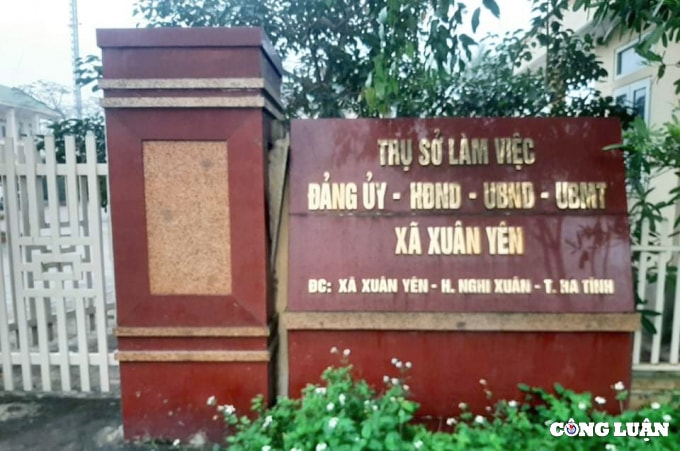 TRỤ SỞ LÀM VIỆC
ĐẢNG ỦY - HĐND - UBND - UBMT
XÃ XUÂN YÊN
ĐC: XÃ XUÂN YÊN - H. NGHI XUÂN - T. HÀ TĨNH
CÔNG LUẬN